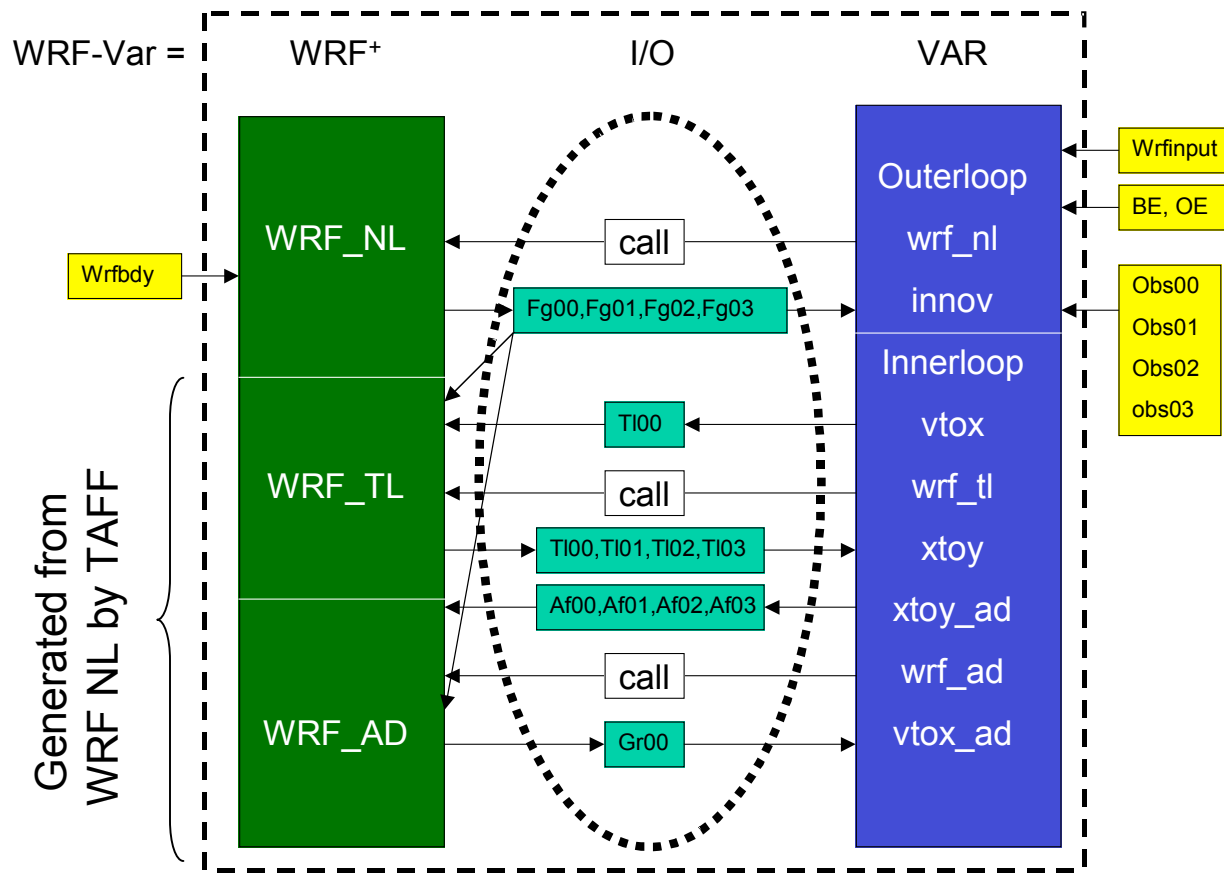 WRF-Var =
WRF+
I/O
VAR
Wrfbdy
WRF_NL
WRF_TL
WRF_AD
Generated from
WRF NL by TAFF
call
Fg00,Fg01,Fg02,Fg03
Tl00
call
Tl00,Tl01,Tl02,Tl03
Af00,Af01,Af02,Af03
call
Gr00
Outerloop
wrf_nl
innov
Innerloop
vtox
wrf_tl
xtoy
xtoy_ad
wrf_ad
vtox_ad
Wrfinput
BE, OE
Obs00
Obs01
Obs02
obs03